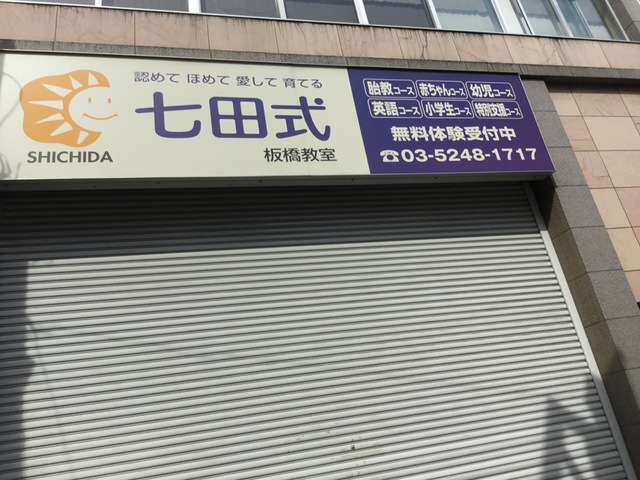 認めて ほめて 愛して 育てる
七田式
SHICHIDA
板橋教室
胎教コース 赤ちゃんコース 幼児コース
英語コース 小学生コース 特別支援コース
無料体験受付中
☎03-5248-1717